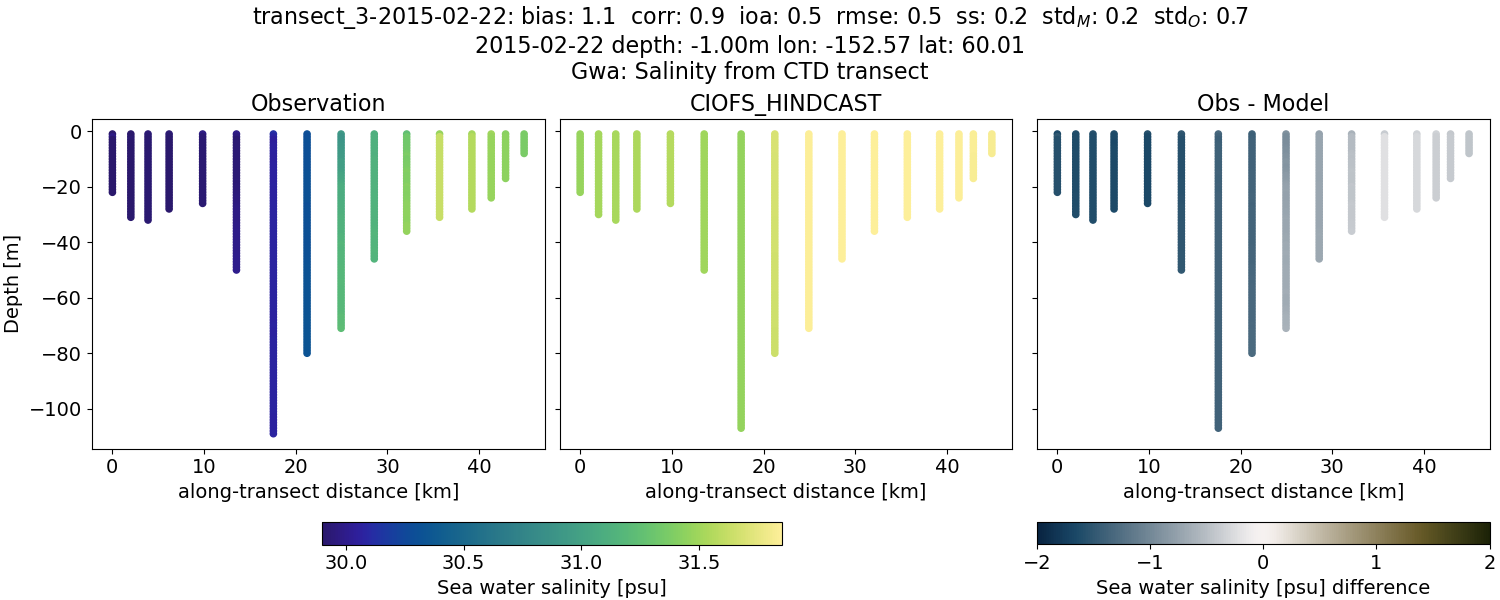 transect_3-2015-02-22: bias: 1.1 corr: 0.9 ioa: 0.5 rmse: 0.5 ss: 0.2 std_M: 0.2 std_O: 0.7
2015-02-22 depth: -1.00m lon: -152.57 lat: 60.01
Gwa: Salinity from CTD transect
Observation
CIOFS_HINDCAST
Obs - Model
Depth [m]
0
−20
−40
−60
−80
−100
0 10 20 30 40
0 10 20 30 40
0 10 20 30 40
along-transect distance [km]
along-transect distance [km]
along-transect distance [km]
30.0 30.5 31.0 31.5
Sea water salinity [psu]
−2 −1 0 1 2
Sea water salinity [psu] difference